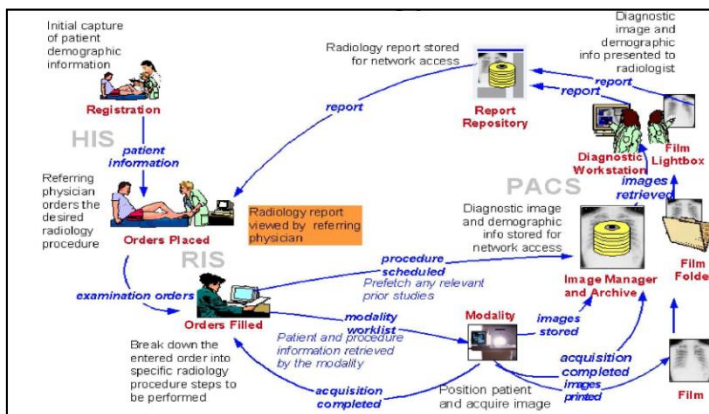 Initial capture
of patient
demographic
information
Registration
HIS
patient
information
Referring
physician
orders the
desired
radiology
procedure
Orders Placed
RIS
examination orders
Orders Filled
Break down the
entered order into
specific radiology
procedure steps to
be performed
Radiology report stored
for network access
report
Report
Repository
report
report
Diagnostic
image and
demographic
info presented to
radiologist
Diagnostic
Workstation
Film
Lightbox
PACS
images
retrieved
Radiology report
viewed by referring
physician
Diagnostic image
and demographic
info stored for
network access
procedure
scheduled
Prefetch any relevant
prior studies
Image Manager
and Archive
Film
Folder
modality
worklist
Patient and procedure
information retrieved
by the modality
Modality
images
stored
acquisition
completed
images
printed
acquisition
completed
Position patient
and acquire image
Film